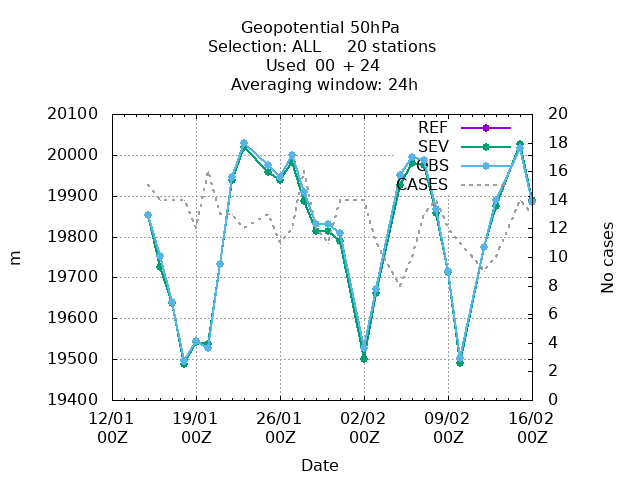 Geopotential 50hPa
Selection: ALL 20 stations
Used 00 + 24
Averaging window: 24h
20100
20000
19900
19800
19700
19600
19500
19400
m
20
18
16
14
12
10
8
6
4
2
0
No cases
REF
SEV
OBS
CASES
12/01 19/01 26/01 02/02 09/02 16/02
00Z 00Z 00Z 00Z 00Z 00Z
Date